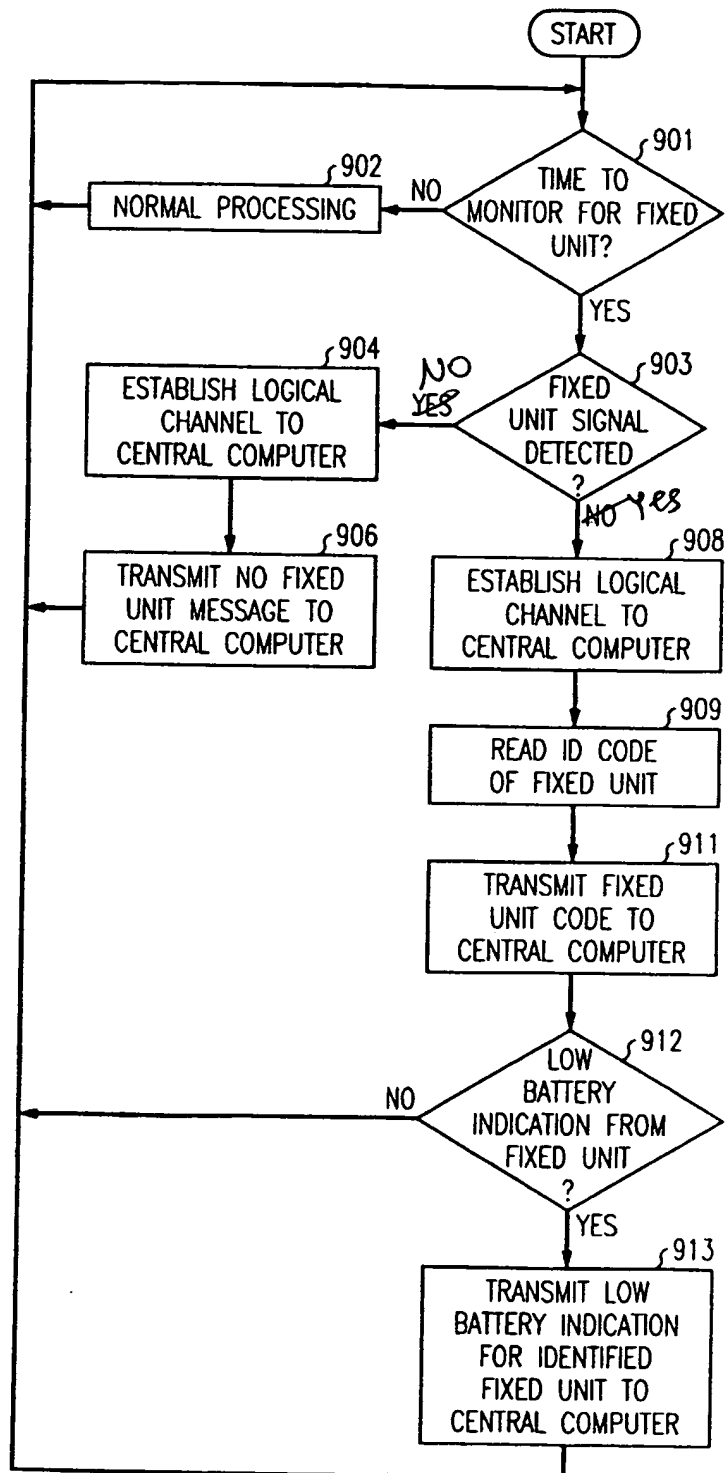 START
901
TIME TO
MONITOR FOR FIXED
UNIT?
NO
902
NORMAL PROCESSING
YES
903
FIXED
UNIT SIGNAL
DETECTED
?
NO
YES
904
ESTABLISH LOGICAL
CHANNEL TO
CENTRAL COMPUTER
906
TRANSMIT NO FIXED
UNIT MESSAGE TO
CENTRAL COMPUTER
NO yes
908
ESTABLISH LOGICAL
CHANNEL TO
CENTRAL COMPUTER
909
READ ID CODE
OF FIXED UNIT
911
TRANSMIT FIXED
UNIT CODE TO
CENTRAL COMPUTER
912
LOW
BATTERY
INDICATION FROM
FIXED UNIT
?
NO
YES
913
TRANSMIT LOW
BATTERY INDICATION
FOR IDENTIFIED
FIXED UNIT TO
CENTRAL COMPUTER